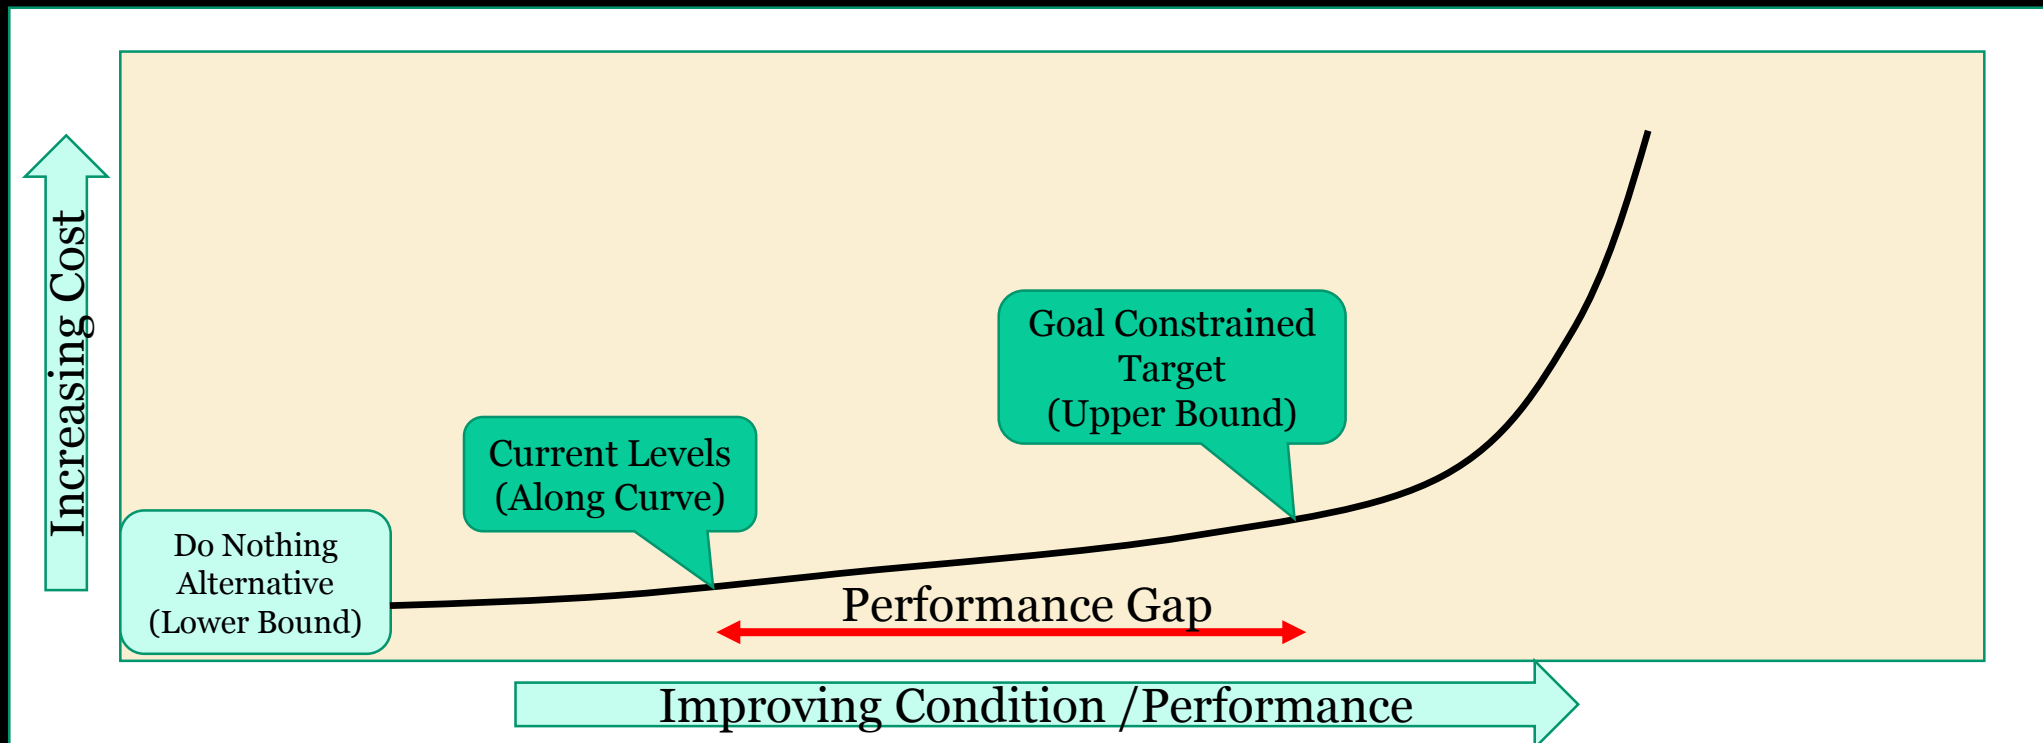 Increasing Cost
Goal Constrained
Target
(Upper Bound)
Current Levels
(Along Curve)
Do Nothing
Alternative
(Lower Bound)
Performance Gap
Improving Condition /Performance